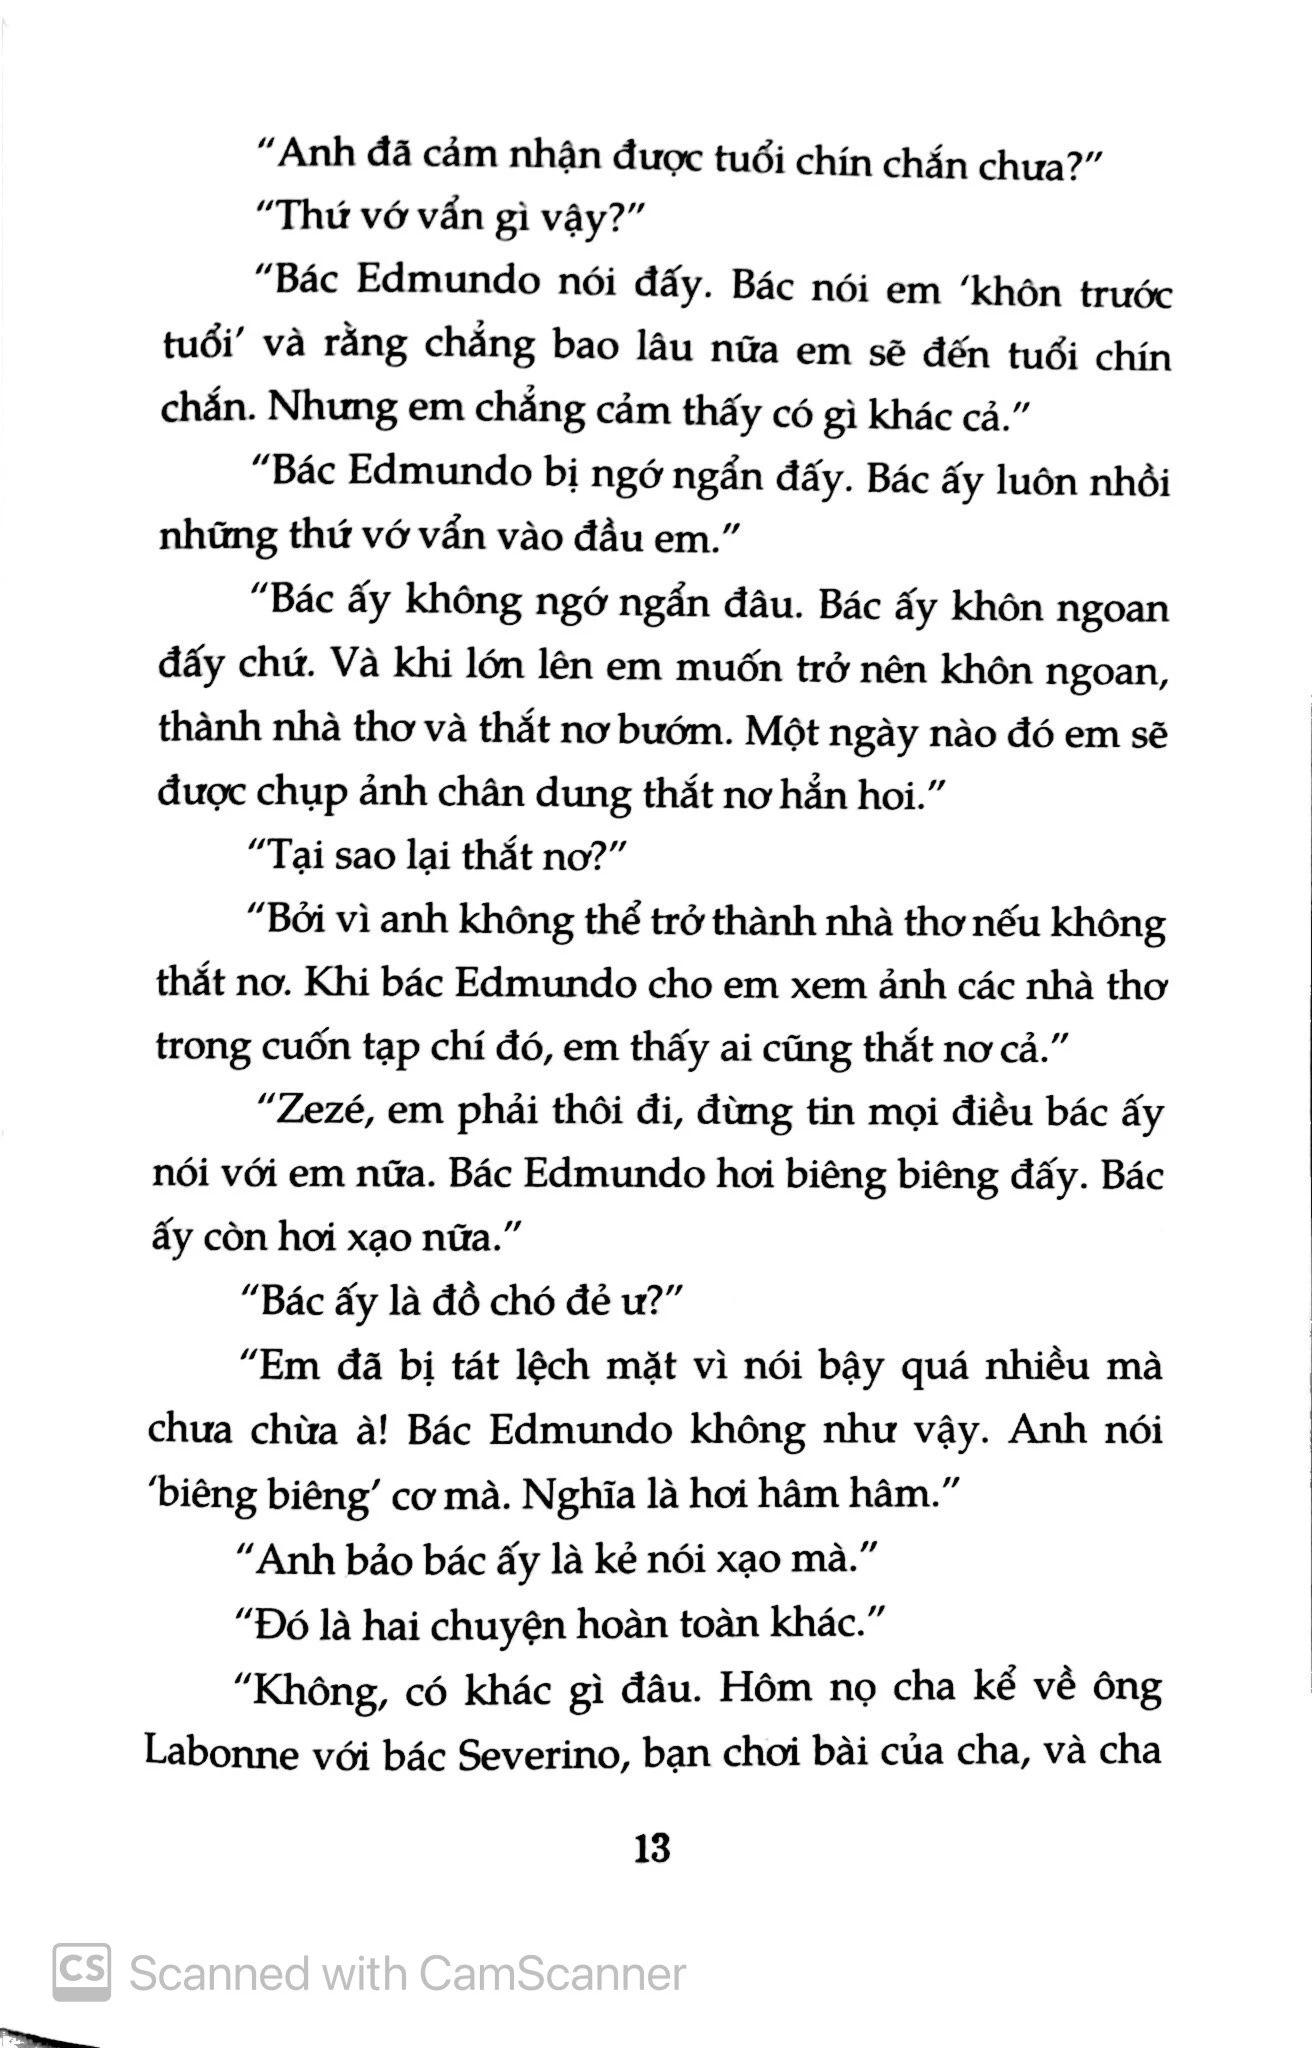 “Anh đã cảm nhận được tuổi chín chắn chưa?”
“Thứ vớ vẩn gì vậy?”
“Bác Edmundo nói đấy. Bác nói em ‘khôn trước
tuổi’ và rằng chẳng bao lâu nữa em sẽ đến tuổi chín
chắn. Nhưng em chẳng cảm thấy có gì khác cả.”
“Bác Edmundo bị ngớ ngẩn đấy. Bác ấy luôn nhồi
những thứ vớ vẩn vào đầu em.”
“Bác ấy không ngớ ngẩn đâu. Bác ấy khôn ngoan
đấy chứ. Và khi lớn lên em muốn trở nên khôn ngoan,
thành nhà thơ và thắt nơ bướm. Một ngày nào đó em sẽ
được chụp ảnh chân dung thắt nơ hẳn hoi.”
“Tại sao lại thắt nơ?”
“Bởi vì anh không thể trở thành nhà thơ nếu không
thắt nơ. Khi bác Edmundo cho em xem ảnh các nhà thơ
trong cuốn tạp chí đó, em thấy ai cũng thắt nơ cả.”
“Zezé, em phải thôi đi, đừng tin mọi điều bác ấy
nói với em nữa. Bác Edmundo hơi biêng biêng đấy. Bác
ấy còn hơi xạo nữa.”
“Bác ấy là đồ chó đẻ ư?”
“Em đã bị tát lệch mặt vì nói bậy quá nhiều mà
chưa chừa à! Bác Edmundo không như vậy. Anh nói
‘biêng biêng’ cơ mà. Nghĩa là hơi hâm hâm.”
“Anh bảo bác ấy là kẻ nói xạo mà.”
“Đó là hai chuyện hoàn toàn khác.”
“Không, có khác gì đâu. Hôm nọ cha kể về ông
Labonne với bác Severino, bạn chơi bài của cha, và cha
13
CS Scanned with CamScanner